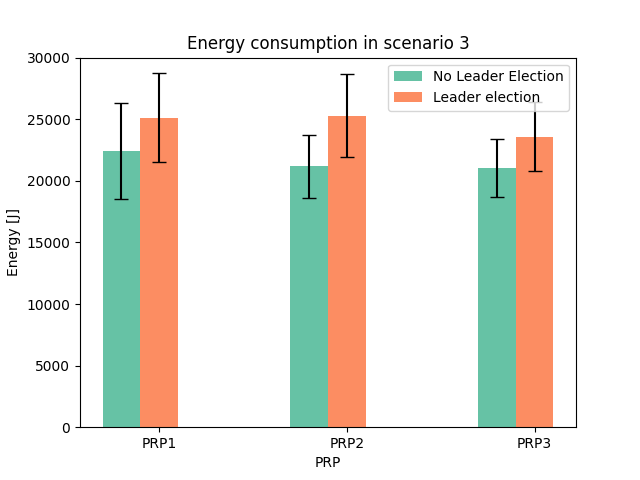 Energy consumption in scenario 3
No Leader Election
Leader election
30000
25000
20000
15000
10000
5000
0
Energy [J]
PRP1
PRP2
PRP3
PRP